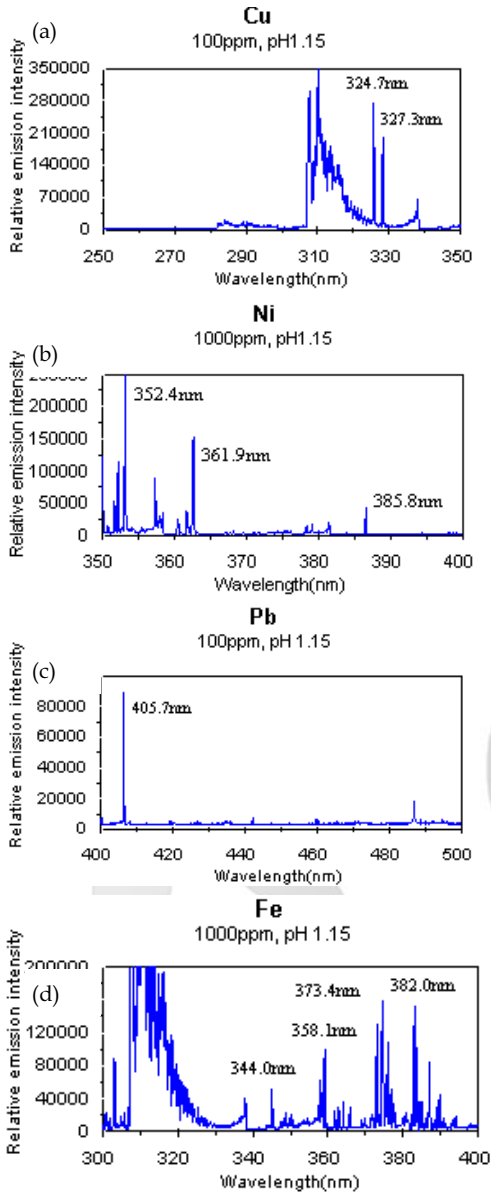 Cu
(a)
100ppm, pH1.15
Relative emission intensity
350000
280000
210000
140000
70000
0
324.7nm
327.3nm
250 270 290 310 330 350
Wavelength(nm)
Ni
(b)
1000ppm, pH1.15
Relative emission intensity
200000
150000
100000
50000
0
352.4nm
361.9nm
385.8nm
350 360 370 380 390 400
Wavelength(nm)
Pb
100ppm, pH 1.15
(c)
Relative emission intensity
80000
60000
40000
20000
0
405.7nm
400 420 440 460 480 500
Wavelength(nm)
Fe
1000ppm, pH 1.15
(d)
Relative emission intensity
200000
160000
120000
80000
40000
0
373.4nm
382.0nm
358.1nm
344.0nm
300 320 340 360 380 400
Wavelength(nm)